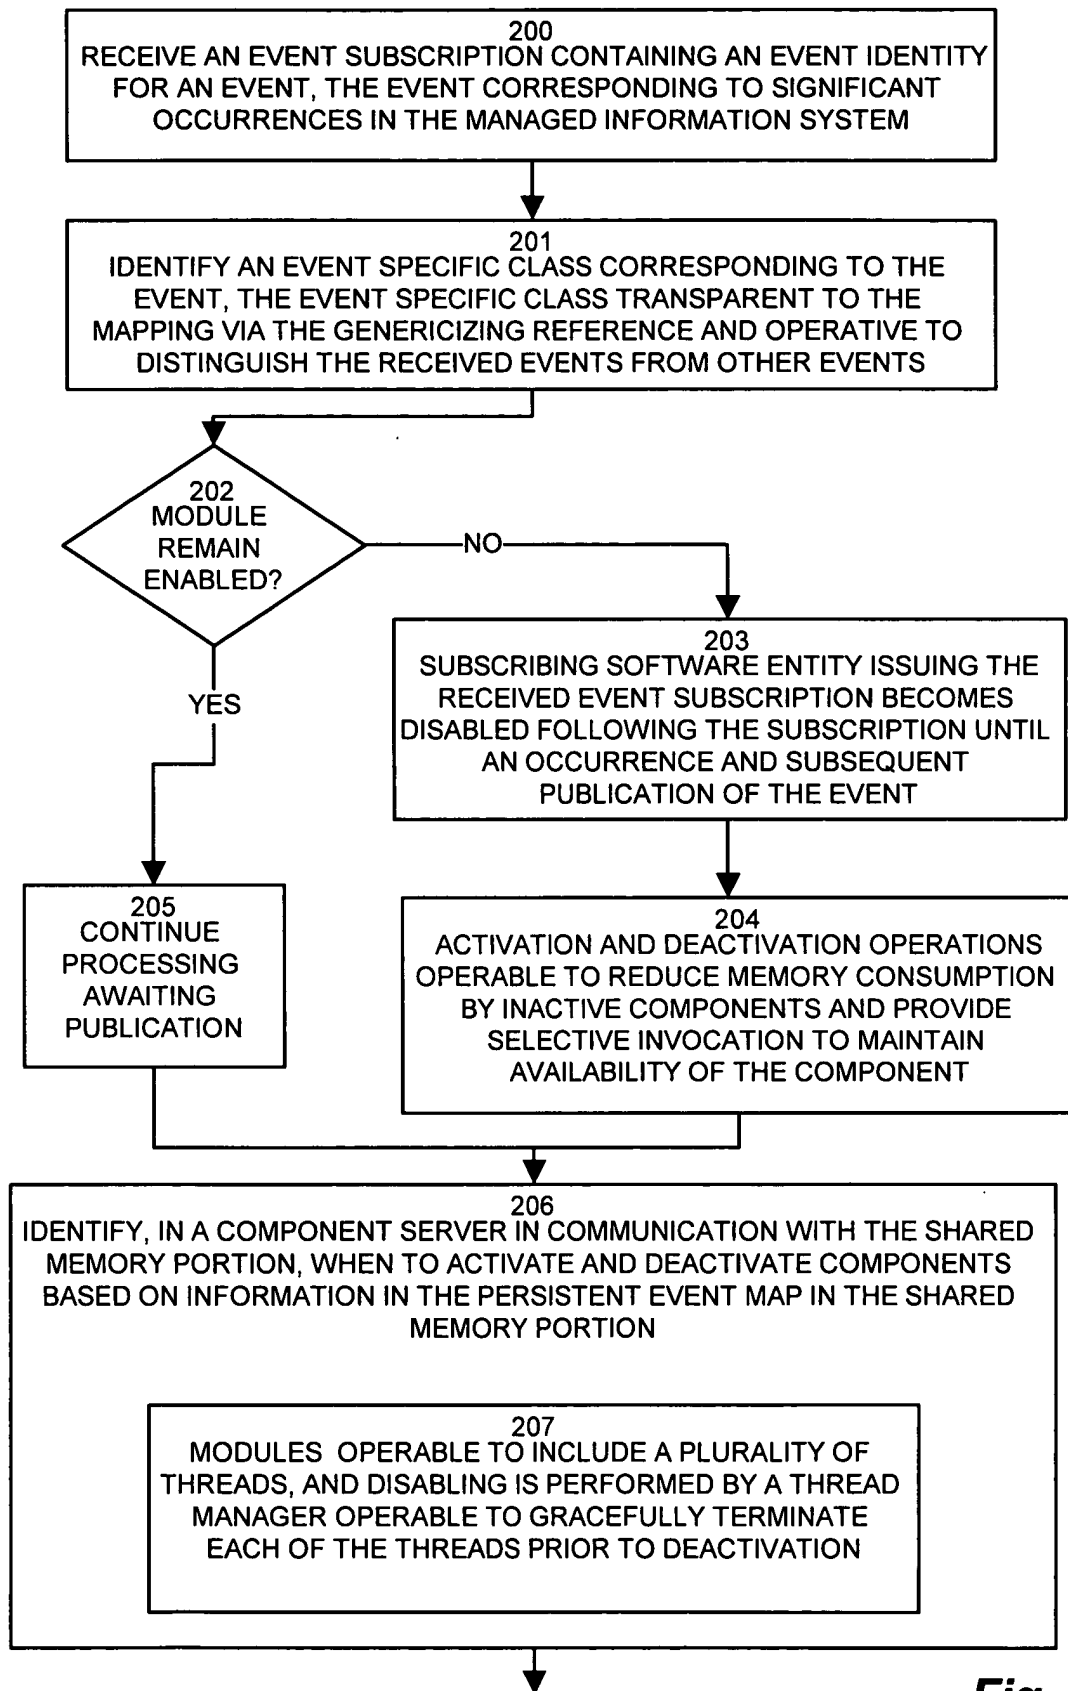 200
RECEIVE AN EVENT SUBSCRIPTION CONTAINING AN EVENT IDENTITY
FOR AN EVENT, THE EVENT CORRESPONDING TO SIGNIFICANT
OCCURRENCES IN THE MANAGED INFORMATION SYSTEM
201
IDENTIFY AN EVENT SPECIFIC CLASS CORRESPONDING TO THE
EVENT, THE EVENT SPECIFIC CLASS TRANSPARENT TO THE
MAPPING VIA THE GENERICIZING REFERENCE AND OPERATIVE TO
DISTINGUISH THE RECEIVED EVENTS FROM OTHER EVENTS
202
MODULE
REMAIN
ENABLED?
NO
YES
203
SUBSCRIBING SOFTWARE ENTITY ISSUING THE
RECEIVED EVENT SUBSCRIPTION BECOMES
DISABLED FOLLOWING THE SUBSCRIPTION UNTIL
AN OCCURRENCE AND SUBSEQUENT
PUBLICATION OF THE EVENT
205
CONTINUE
PROCESSING
AWAITING
PUBLICATION
204
ACTIVATION AND DEACTIVATION OPERATIONS
OPERABLE TO REDUCE MEMORY CONSUMPTION
BY INACTIVE COMPONENTS AND PROVIDE
SELECTIVE INVOCATION TO MAINTAIN
AVAILABILITY OF THE COMPONENT
206
IDENTIFY, IN A COMPONENT SERVER IN COMMUNICATION WITH THE SHARED
MEMORY PORTION, WHEN TO ACTIVATE AND DEACTIVATE COMPONENTS
BASED ON INFORMATION IN THE PERSISTENT EVENT MAP IN THE SHARED
MEMORY PORTION
207
MODULES OPERABLE TO INCLUDE A PLURALITY OF
THREADS, AND DISABLING IS PERFORMED BY A THREAD
MANAGER OPERABLE TO GRACEFULLY TERMINATE
EACH OF THE THREADS PRIOR TO DEACTIVATION